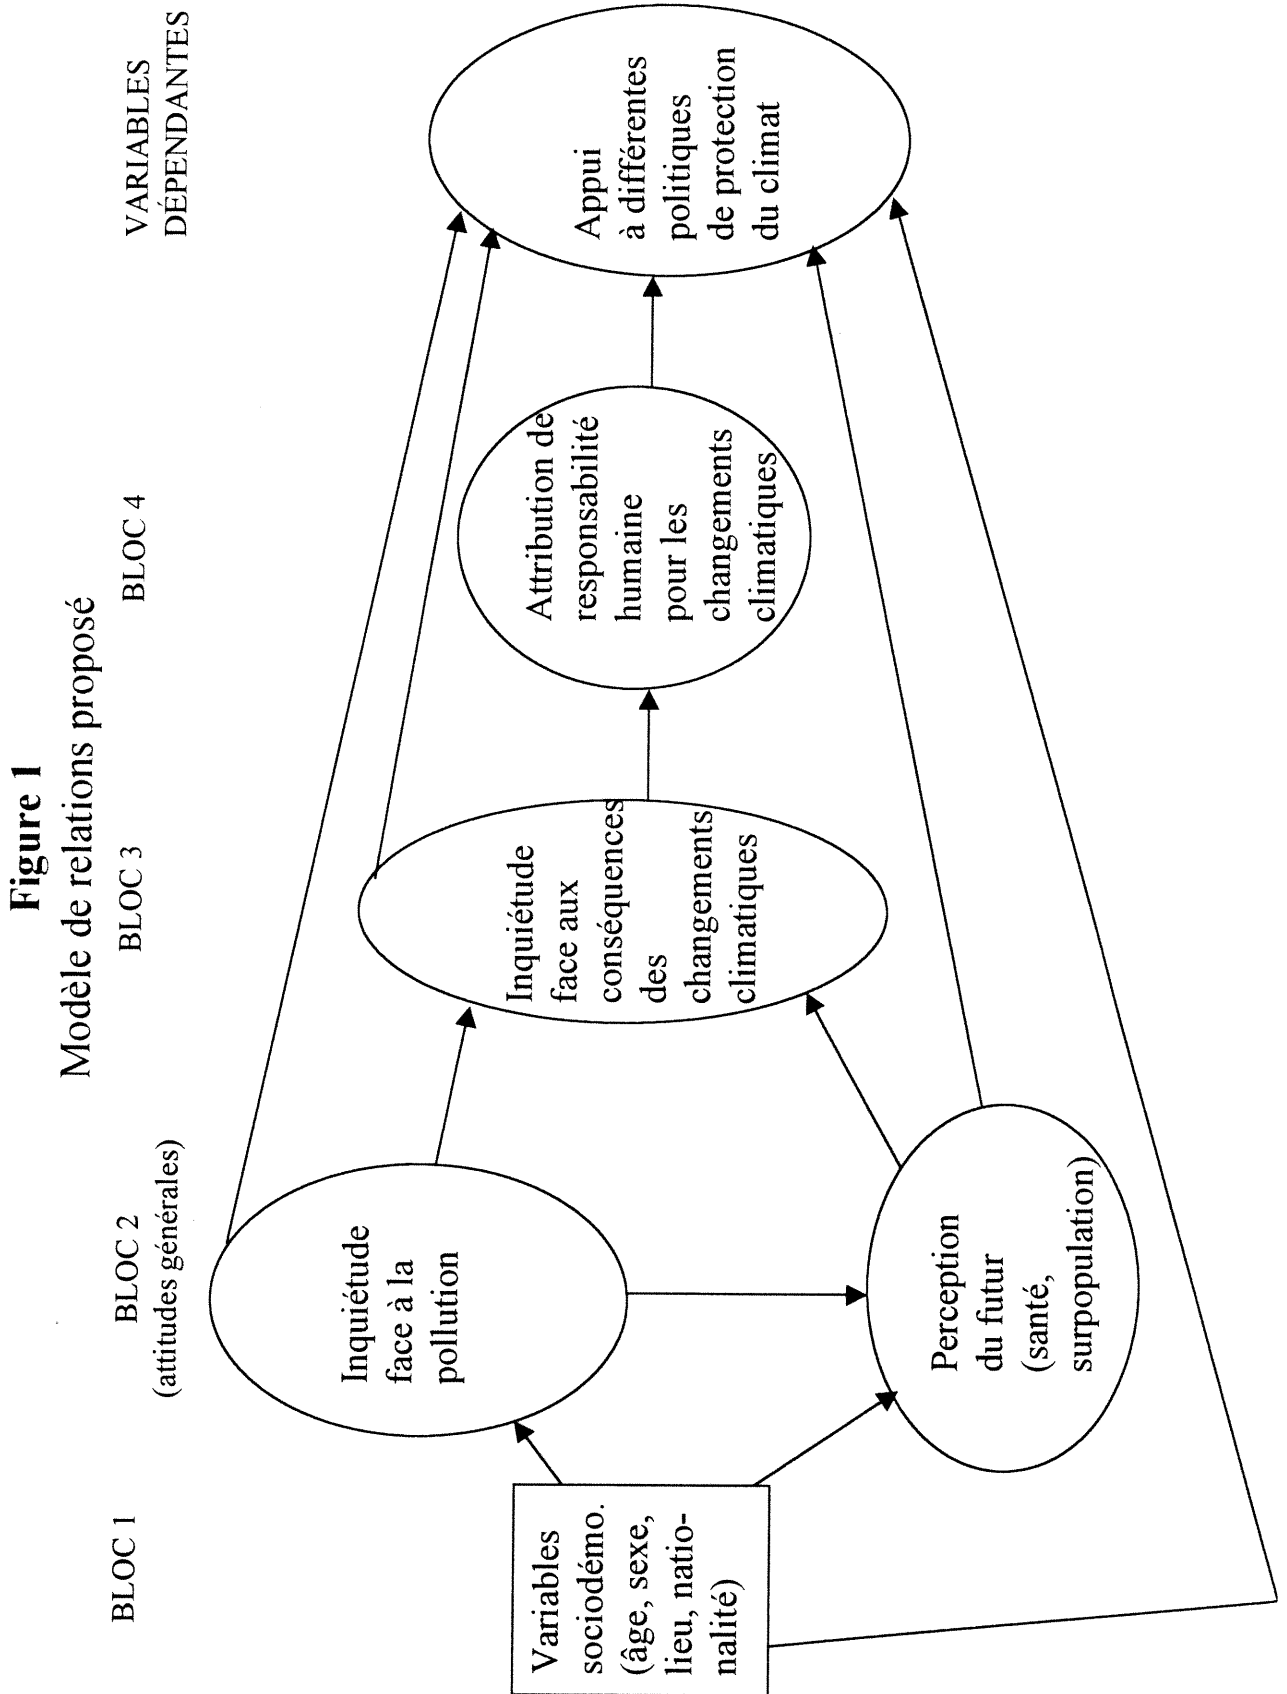 Figure 1
Modèle de relations proposé
BLOC 1
BLOC 2
(attitudes générales)
BLOC 3
BLOC 4
VARIABLES
DÉPENDANTES
Variables
sociodémo.
(âge, sexe,
lieu, natio-
nalité)
Inquiétude
face à la
pollution
Perception
du futur
(santé,
surpopulation)
Inquiétude
face aux
conséquences
des
changements
climatiques
Attribution de
responsabilité
humaine
pour les
changements
climatiques
Appui
à différentes
politiques
de protection
du climat